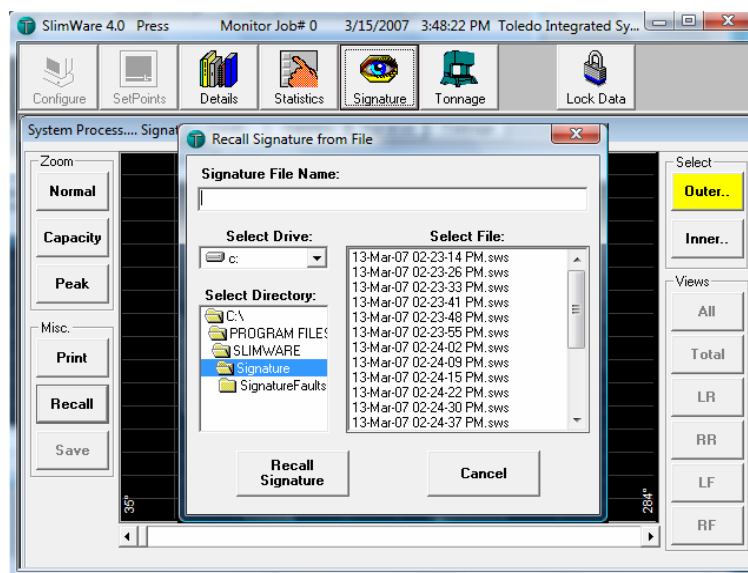 SlimWare 4.0 Press Monitor Job# 0 3/15/2007 3:48:22 PM Toledo Integrated Sy...
Configure SetPoints Details Statistics Signature Tonnage Lock Data
System Process.... Signat
Recall Signature from File
Zoom
Normal
Capacity
Peak
Misc.
Print
Recall
Save
Signature File Name:
Select Drive:
c:
Select Directory:
C:\
PROGRAM FILES
SLIMWARE
Signature
SignatureFaults
Select File:
13-Mar-07 02-23-14 PM.sws
13-Mar-07 02-23-26 PM.sws
13-Mar-07 02-23-33 PM.sws
13-Mar-07 02-23-41 PM.sws
13-Mar-07 02-23-48 PM.sws
13-Mar-07 02-23-55 PM.sws
13-Mar-07 02-24-02 PM.sws
13-Mar-07 02-24-09 PM.sws
13-Mar-07 02-24-15 PM.sws
13-Mar-07 02-24-22 PM.sws
13-Mar-07 02-24-30 PM.sws
13-Mar-07 02-24-37 PM.sws
Recall
Signature
Cancel
35°
284°
Select
Outer..
Inner..
Views
All
Total
LR
RR
LF
RF